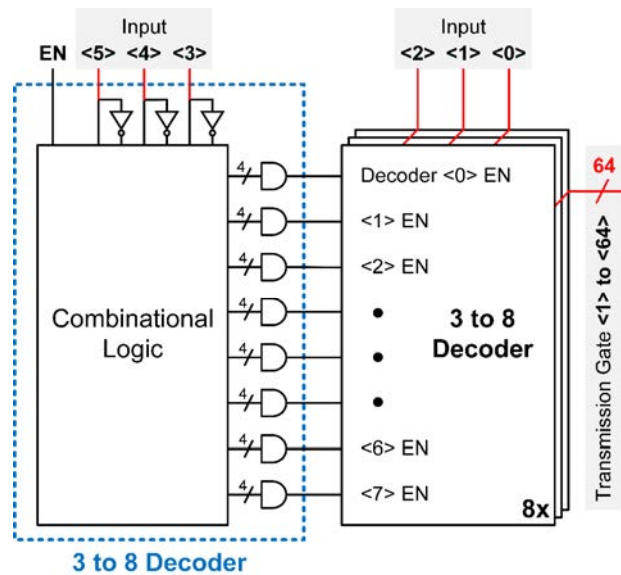 Input
EN <5> <4> <3>
Input
<2> <1> <0>
4
4
4
4
4
4
4
4
Combinational
Logic
Decoder <0> EN
<1> EN
<2> EN
3 to 8
Decoder
<6> EN
<7> EN
8x
64
Transmission Gate <1> to <64>
3 to 8 Decoder